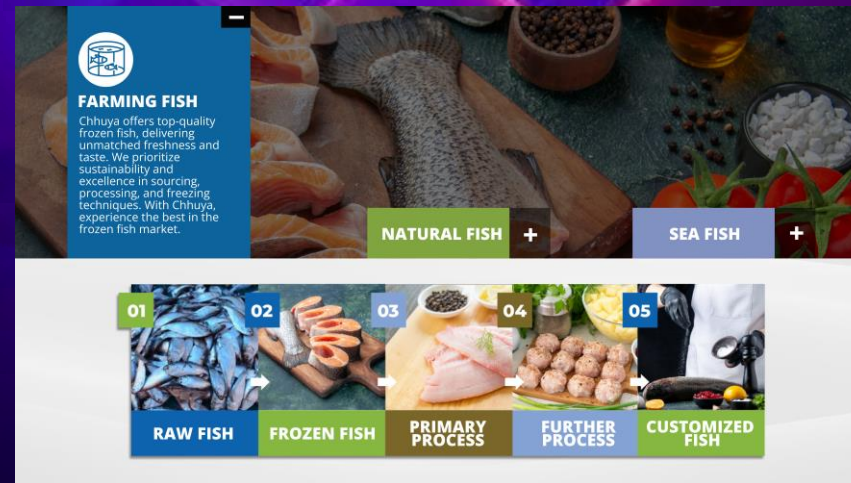 FARMING FISH
Chhuya offers top-quality
frozen fish, delivering
unmatched freshness and
taste. We prioritize
sustainability and
excellence in sourcing,
processing, and freezing
techniques. With Chhuya,
experience the best in the
frozen fish market.
NATURAL FISH +
SEA FISH +
01
02
03
04
05
RAW FISH
FROZEN FISH
PRIMARY
PROCESS
FURTHER
PROCESS
CUSTOMIZED
FISH